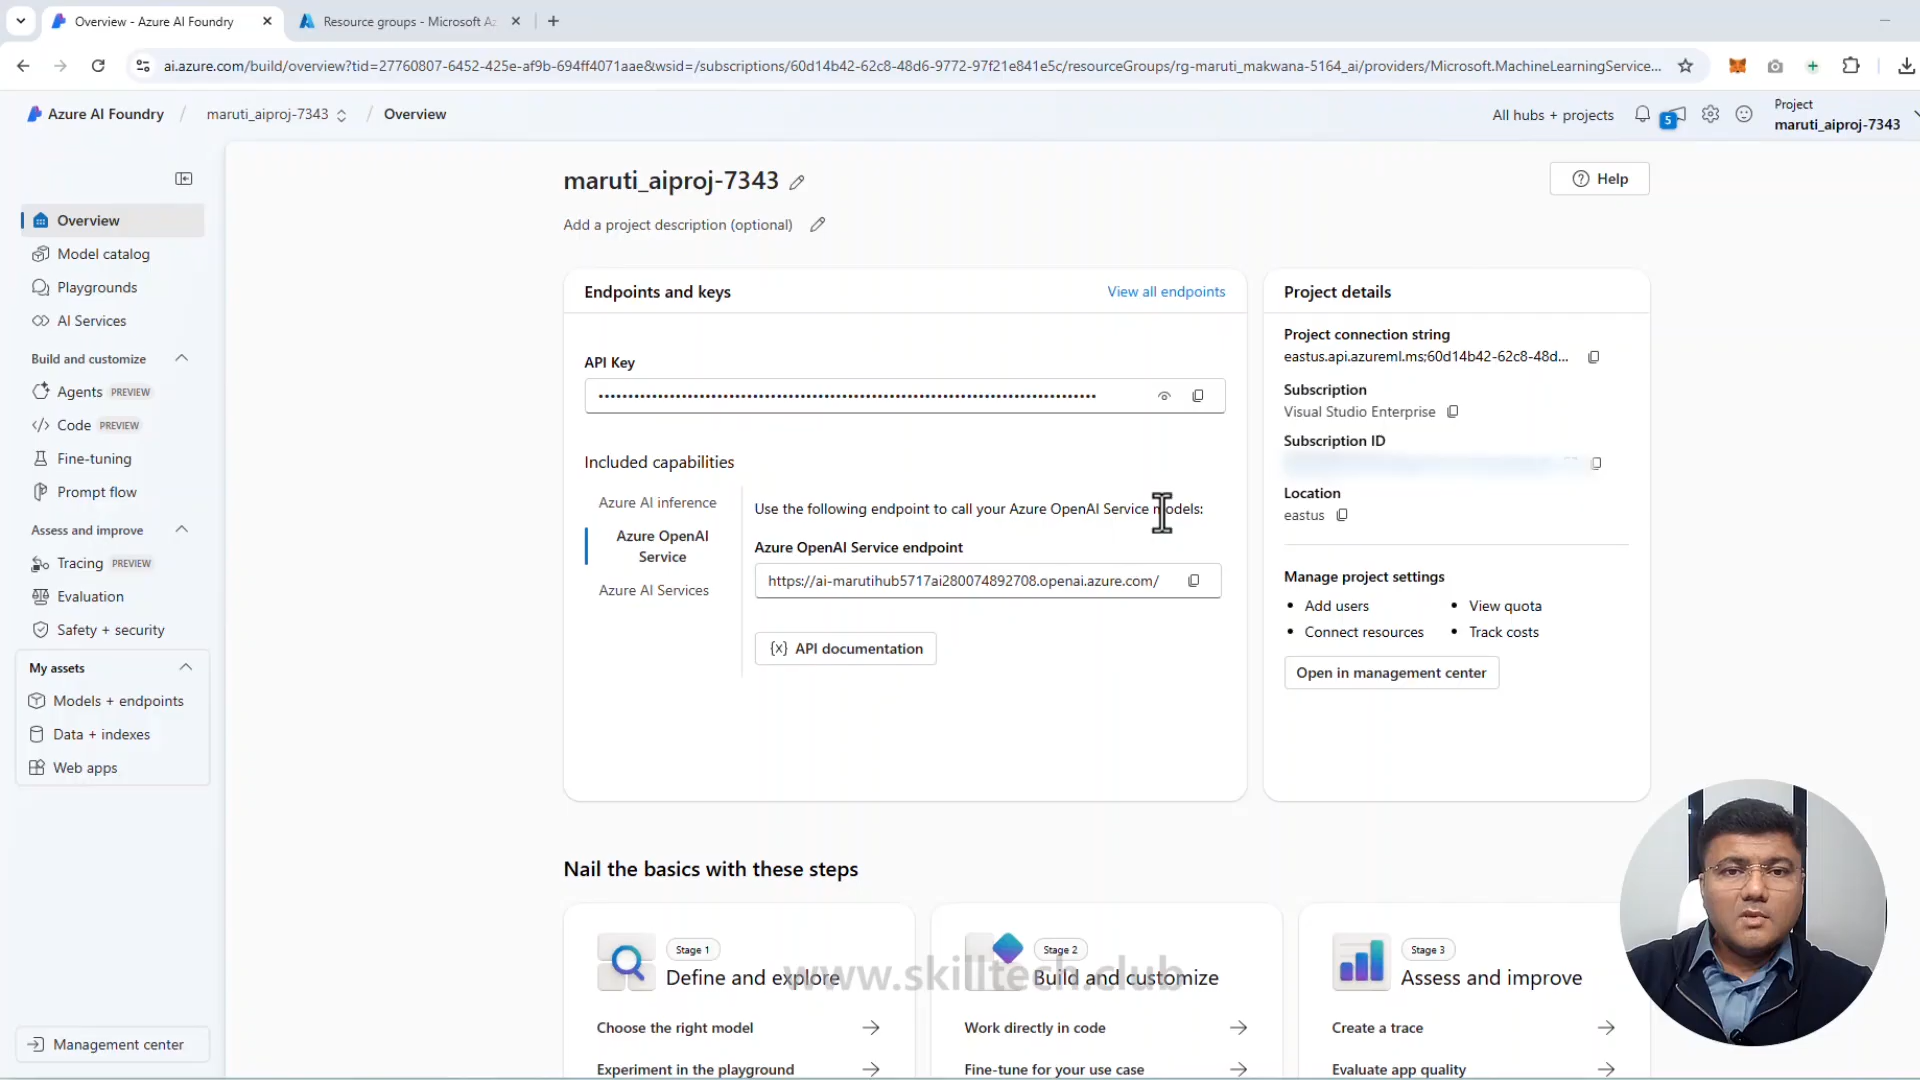 Overview - Azure AI Foundry
Resource groups - Microsoft Az
ai.azure.com/build/overview?tid=27760807-6452-425e-af9b-694ff4071aae&wsid=/subscriptions/60d14b42-62c8-48d6-9772-97f21e841e5c/resourceGroups/rg-maruti_makwana-5164_ai/providers/Microsoft.MachineLearningService...
Azure AI Foundry / maruti_aiproj-7343 / Overview
All hubs + projects
5
Project
maruti_aiproj-7343
Overview
Model catalog
Playgrounds
AI Services
Build and customize
Agents PREVIEW
Code PREVIEW
Fine-tuning
Prompt flow
Assess and improve
Tracing PREVIEW
Evaluation
Safety + security
My assets
Models + endpoints
Data + indexes
Web apps
Management center
maruti_aiproj-7343
Help
Add a project description (optional)
Endpoints and keys
View all endpoints
API Key
Included capabilities
Azure AI inference
Azure OpenAI
Service
Azure AI Services
Use the following endpoint to call your Azure OpenAI Service models:
Azure OpenAI Service endpoint
https://ai-marutihub5717ai280074892708.openai.azure.com/
{x} API documentation
Project details
Project connection string
eastus.api.azureml.ms;60d14b42-62c8-48d...
Subscription
Visual Studio Enterprise
Subscription ID
Location
eastus
Manage project settings
• Add users
• View quota
• Connect resources
• Track costs
Open in management center
Nail the basics with these steps
Stage 1
Define and explore
Choose the right model
Experiment in the playground
Stage 2
Build and customize
Work directly in code
Fine-tune for your use case
Stage 3
Assess and improve
Create a trace
Evaluate app quality
www.skilltech.club